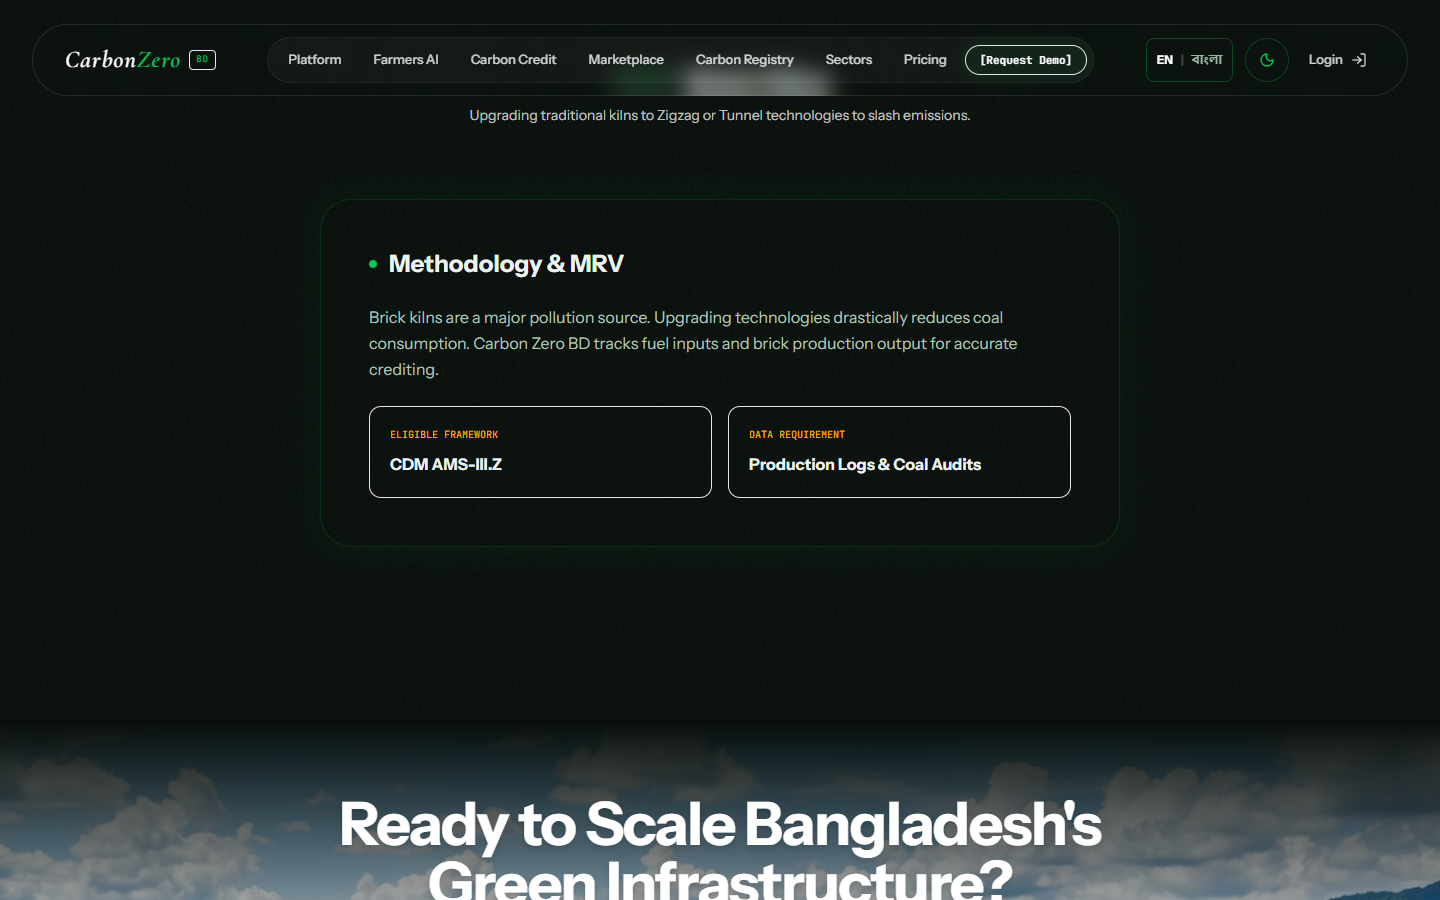 CarbonZero BD
Platform
Farmers AI
Carbon Credit
Marketplace
Carbon Registry
Sectors
Pricing
[Request Demo]
EN | বাংলা
Login
Upgrading traditional kilns to Zigzag or Tunnel technologies to slash emissions.
Methodology & MRV
Brick kilns are a major pollution source. Upgrading technologies drastically reduces coal
consumption. Carbon Zero BD tracks fuel inputs and brick production output for accurate
crediting.
ELIGIBLE FRAMEWORK
CDM AMS-III.Z
DATA REQUIREMENT
Production Logs & Coal Audits
Ready to Scale Bangladesh's
Green Infrastructure?